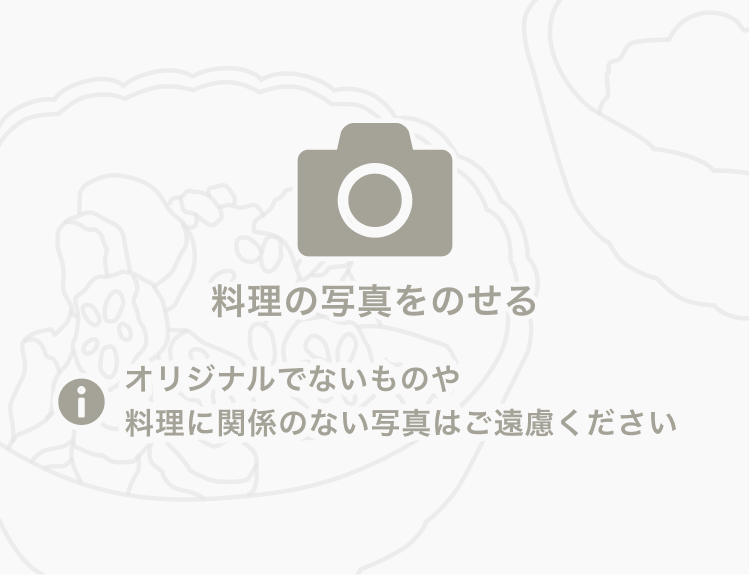 料理の写真をのせる
オリジナルでないものや
料理に関係のない写真はご遠慮ください